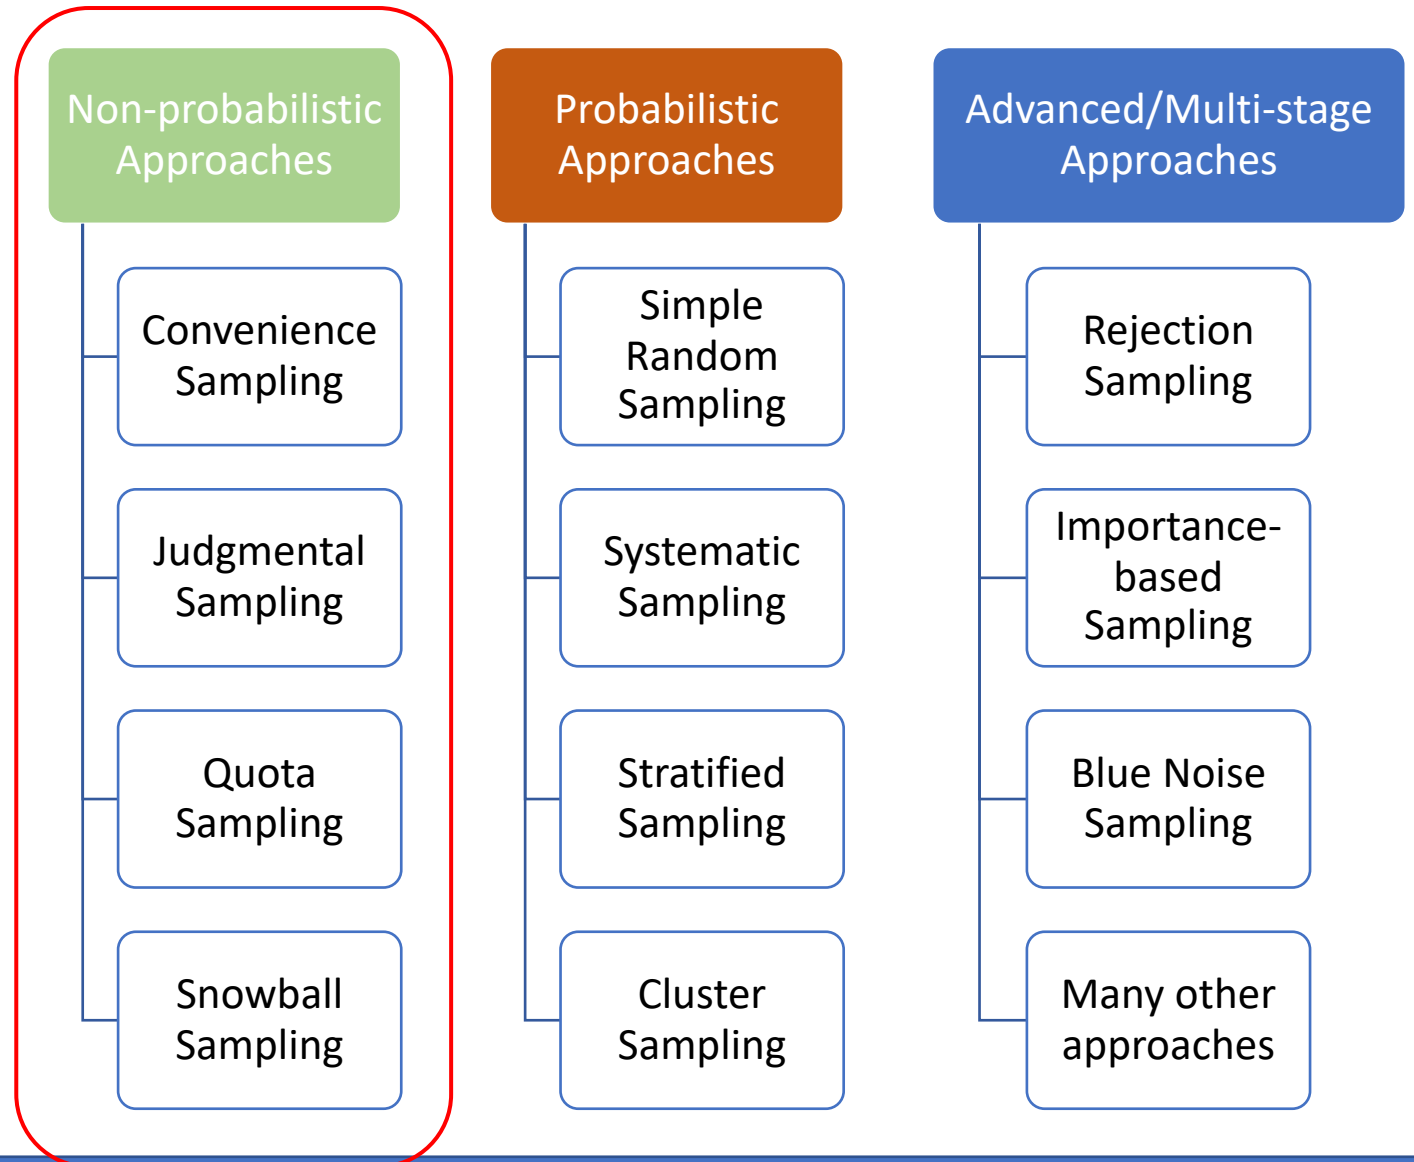 Non-probabilistic
Approaches
Convenience
Sampling
Judgmental
Sampling
Quota
Sampling
Snowball
Sampling
Probabilistic
Approaches
Simple
Random
Sampling
Systematic
Sampling
Stratified
Sampling
Cluster
Sampling
Advanced/Multi-stage
Approaches
Rejection
Sampling
Importance-
based
Sampling
Blue Noise
Sampling
Many other
approaches